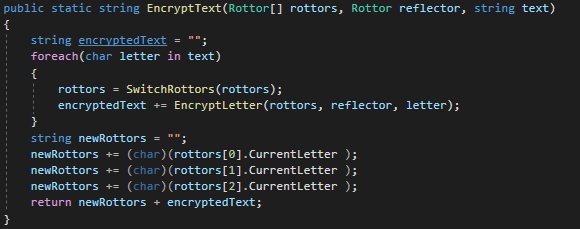 public static string EncryptText(Rottor[] rottors, Rottor reflector, string text)
{
string encryptedText = "";
foreach(char letter in text)
{
rottors = SwitchRottors(rottors);
encryptedText += EncryptLetter(rottors, reflector, letter);
}
string newRottors = "";
newRottors += (char)(rottors[0].CurrentLetter );
newRottors += (char)(rottors[1].CurrentLetter );
newRottors += (char)(rottors[2].CurrentLetter );
return newRottors + encryptedText;
}